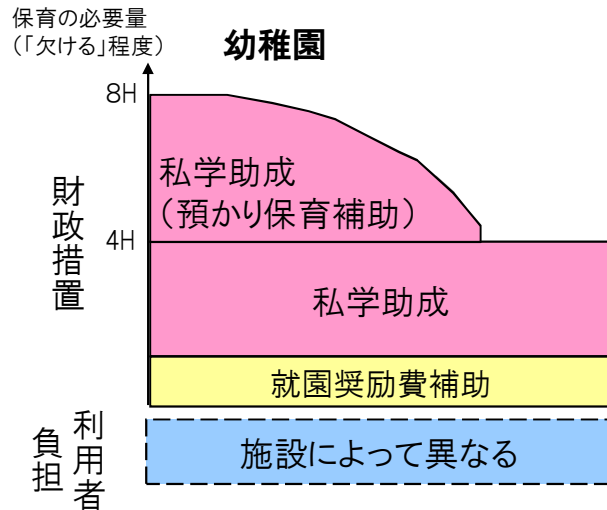 保育の必要量
（「欠ける」程度）
幼稚園
8H
私学助成
（預かり保育補助）
財政措置
4H
私学助成
就園奨励費補助
利用者
負担
施設によって異なる